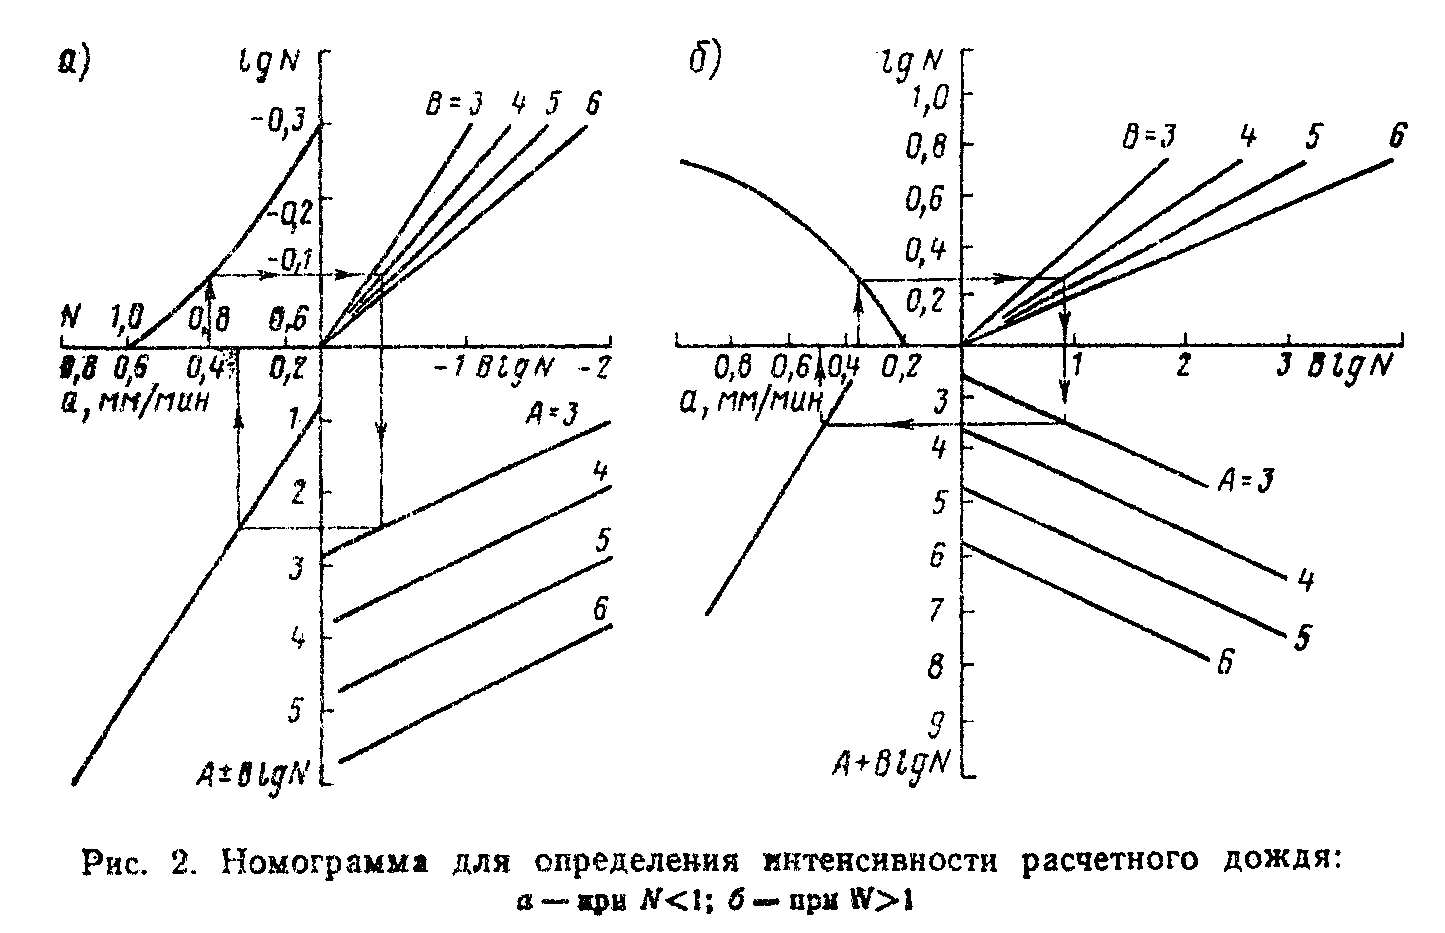 а)
lg N
-0,3
-0,2
-0,1
B=3 4 5 6
N 1,0 0,8 0,6
0,8 0,6 0,4 0,2
a, мм/мин
-1 B lg N -2
1
2
3
4
5
A=3
4
5
6
A±B lg N
б)
lg N
1,0
0,8
0,6
0,4
0,2
B=3 4 5 6
0,8 0,6 0,4 0,2
a, мм/мин
1 2 3 B lg N
3
4
5
6
7
8
9
A=3
4
5
6
A+B lg N
Рис. 2. Номограмма для определения интенсивности расчетного дождя:
а — при N<1; б — при W>1